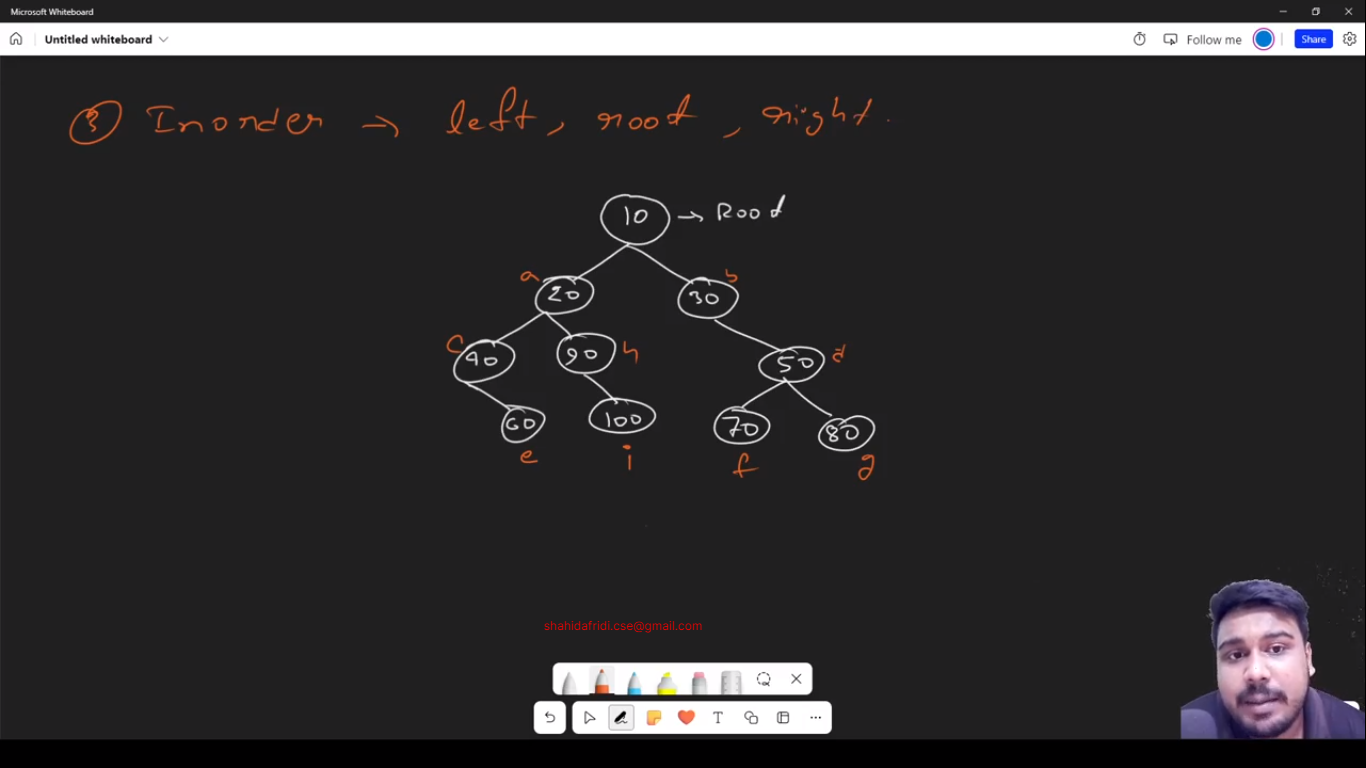 Microsoft Whiteboard
Untitled whiteboard
Follow me
Share
3 Inorder → left, root, right.
10 → Root
a
b
20
30
c
40
90
h
50
d
60
100
70
80
e
i
f
g
shahidafridi.cse@gmail.com
T